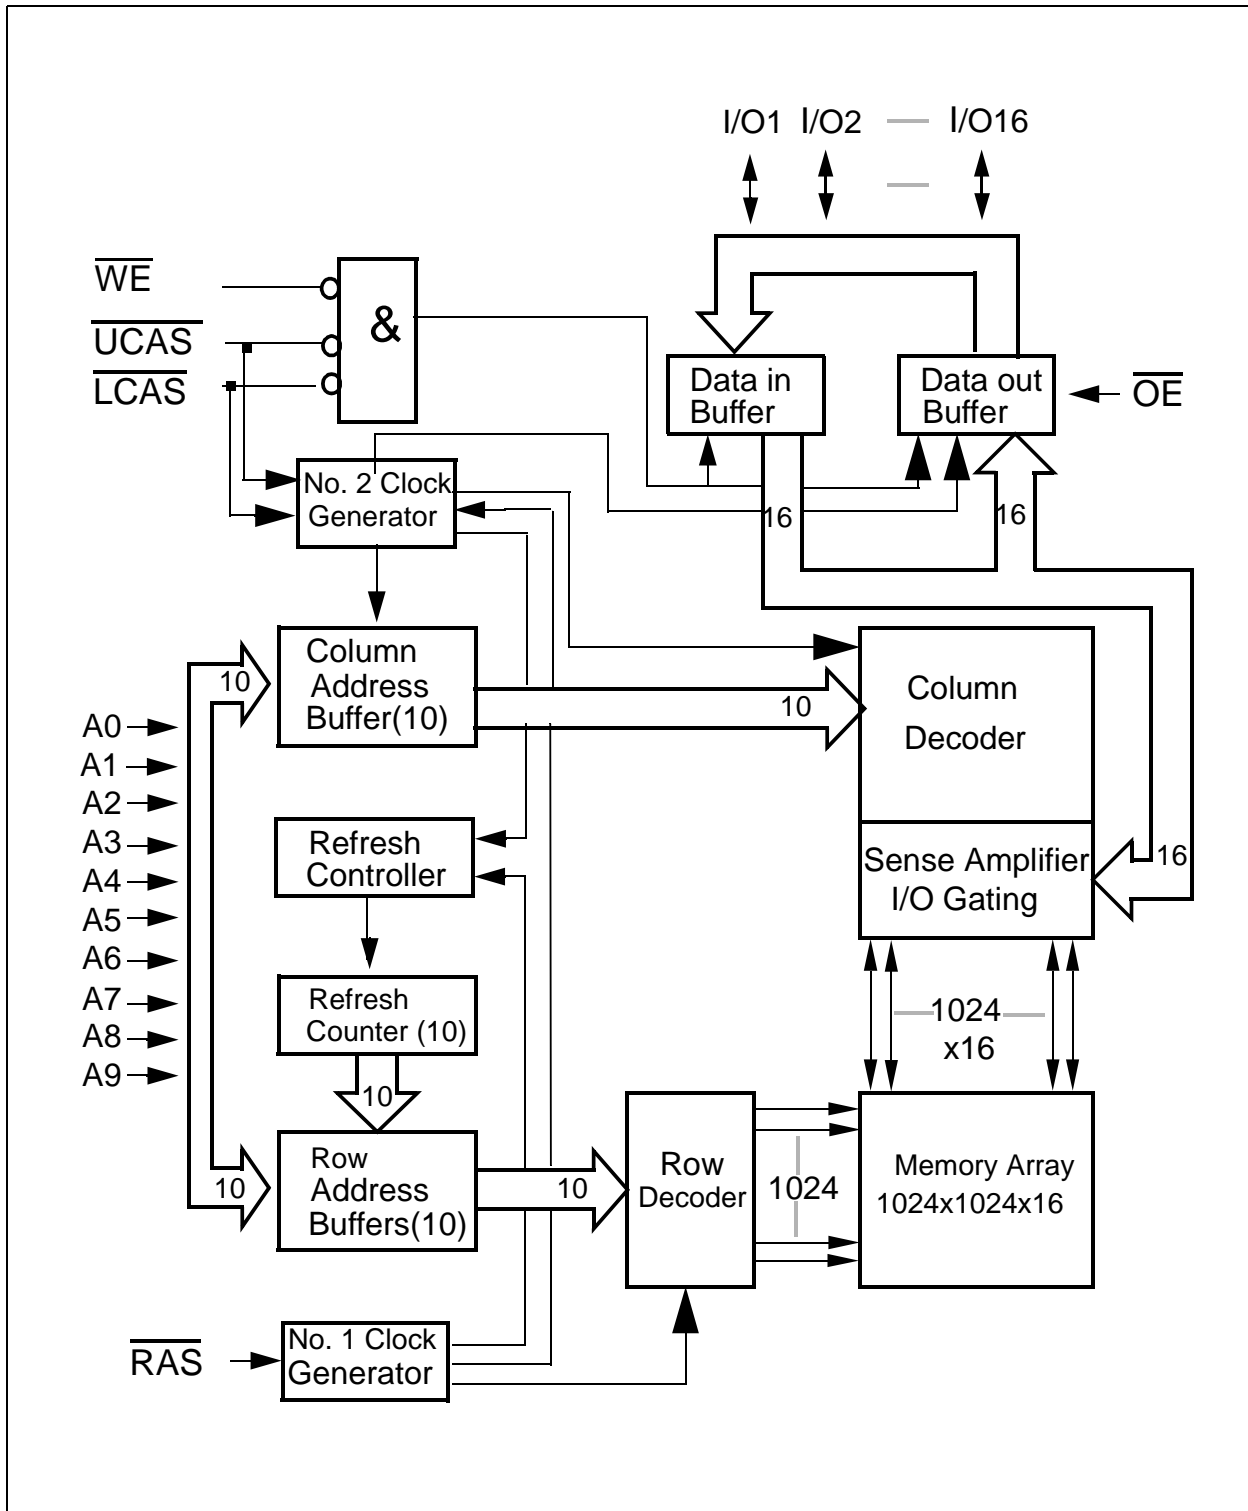 I/O1 I/O2 I/O16
WE
&
UCAS
LCAS
Data in
Buffer
Data out
Buffer
OE
No. 2 Clock
Generator
16
16
Column
Address
Buffer(10)
10
10
Column
Decoder
A0
A1
A2
A3
A4
A5
A6
A7
A8
A9
Refresh
Controller
Sense Amplifier
I/O Gating
16
Refresh
Counter (10)
1024
x16
10
Row
Address
Buffers(10)
10
10
Row
Decoder
1024
Memory Array
1024x1024x16
RAS
No. 1 Clock
Generator